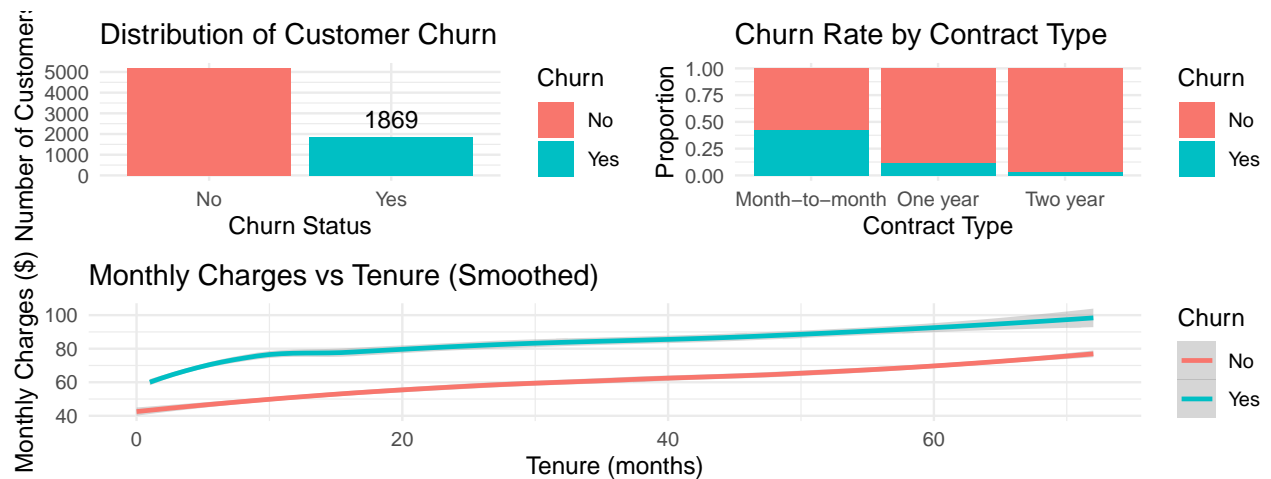 Distribution of Customer Churn
Number of Customers
5000
4000
3000
2000
1000
0
1869
No
Yes
Churn Status
Churn
No
Yes
Churn Rate by Contract Type
Proportion
1.00
0.75
0.50
0.25
0.00
Month−to−month
One year
Two year
Contract Type
Churn
No
Yes
Monthly Charges vs Tenure (Smoothed)
Monthly Charges ($)
100
80
60
40
0
20
40
60
Tenure (months)
Churn
No
Yes